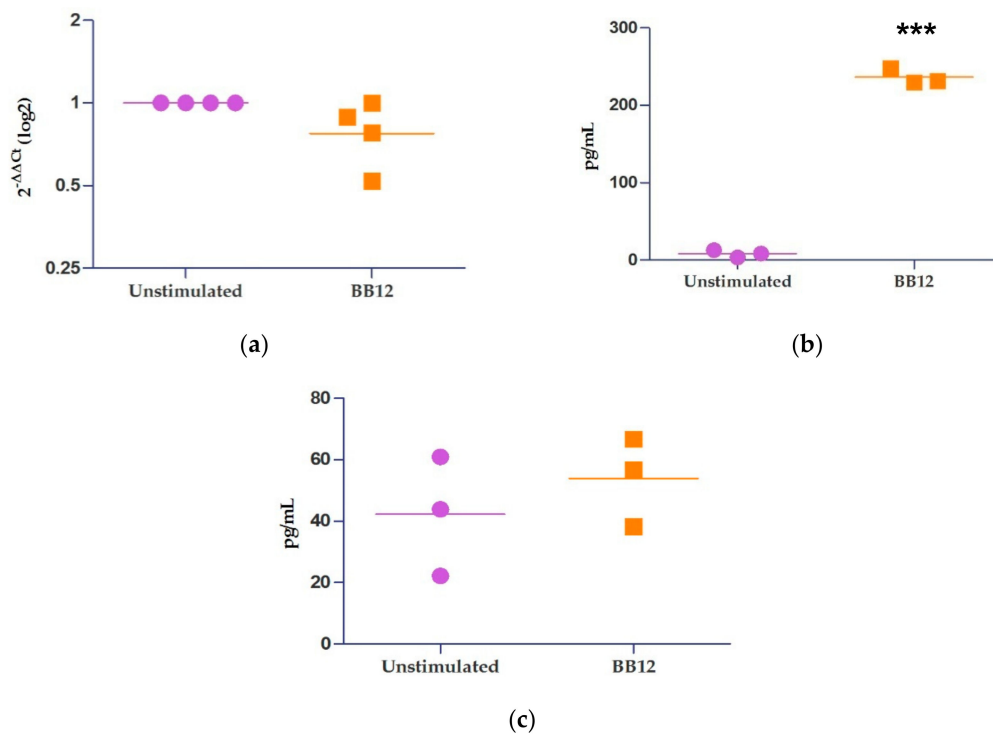 2
1
0.5
0.25
2^-ΔΔCt (log2)
Unstimulated BB12
(a)
***
300
200
100
0
pg/mL
Unstimulated BB12
(b)
80
60
40
20
0
pg/mL
Unstimulated BB12
(c)